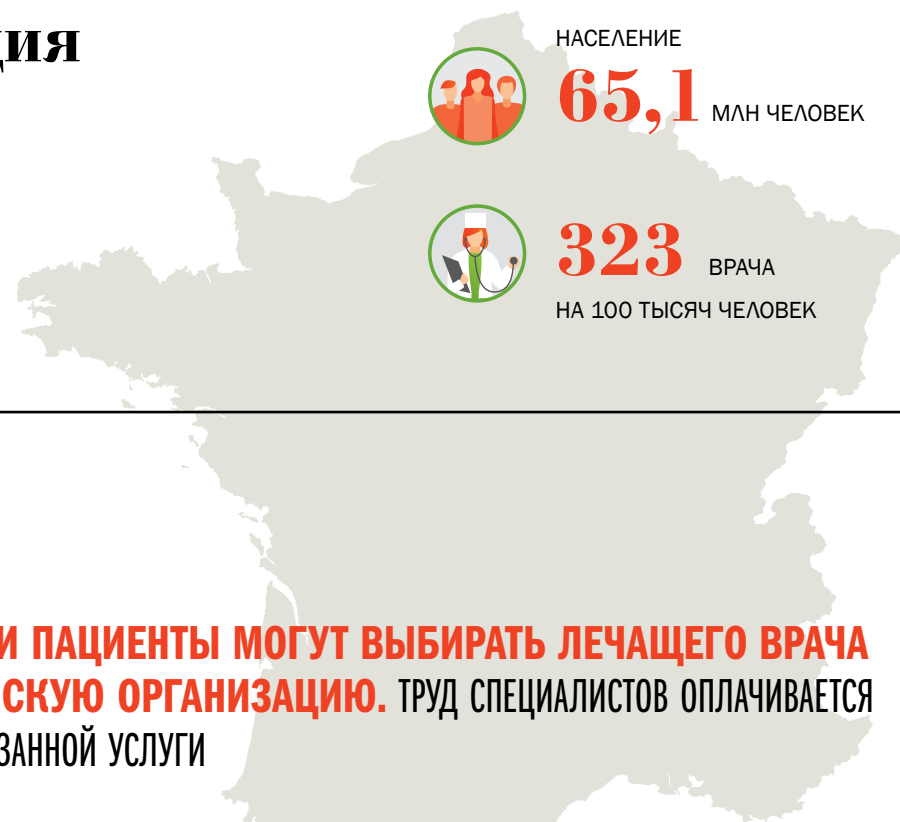 ция
НАСЕЛЕНИЕ
65,1 МЛН ЧЕЛОВЕК
323 ВРАЧА
НА 100 ТЫСЯЧ ЧЕЛОВЕК
И ПАЦИЕНТЫ МОГУТ ВЫБИРАТЬ ЛЕЧАЩЕГО ВРАЧА
СКУЮ ОРГАНИЗАЦИЮ. ТРУД СПЕЦИАЛИСТОВ ОПЛАЧИВАЕТСЯ
ЗАННОЙ УСЛУГИ